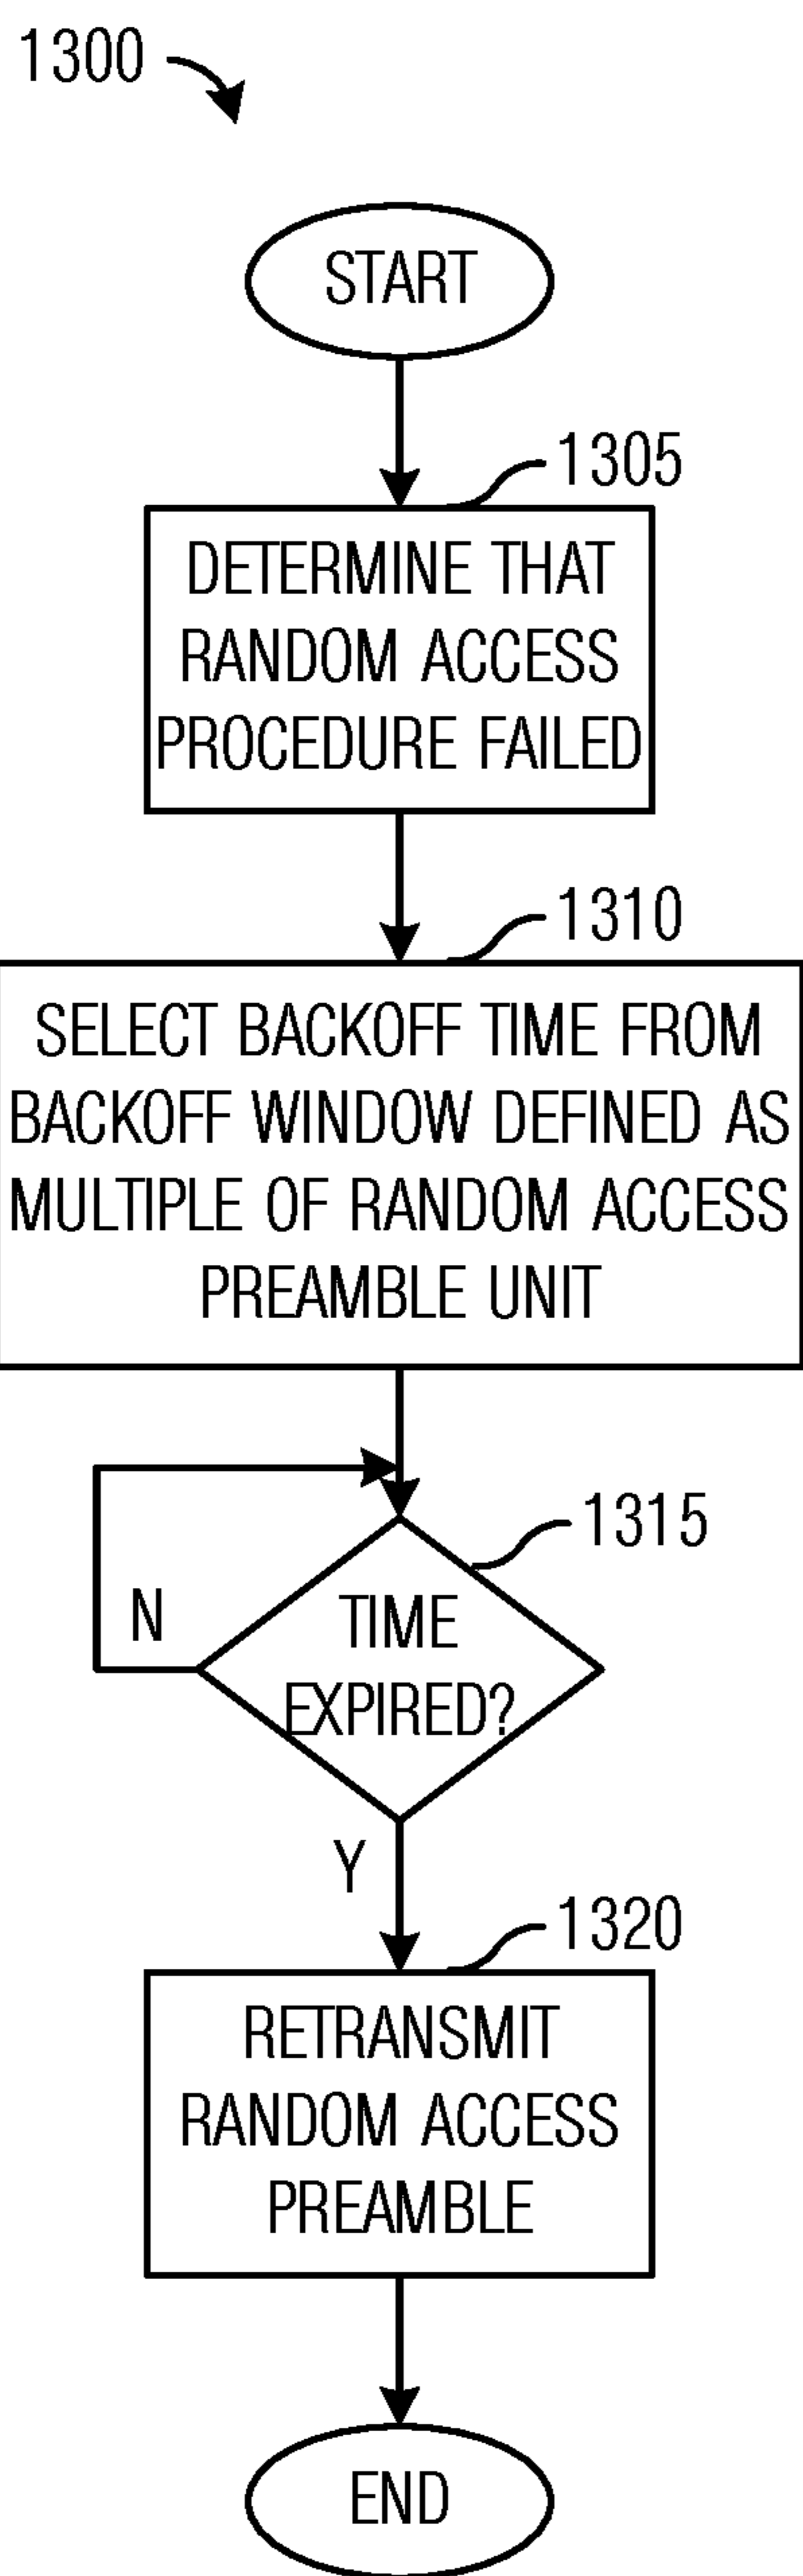 1300
START
1305
DETERMINE THAT
RANDOM ACCESS
PROCEDURE FAILED
1310
SELECT BACKOFF TIME FROM
BACKOFF WINDOW DEFINED AS
MULTIPLE OF RANDOM ACCESS
PREAMBLE UNIT
1315
N
TIME
EXPIRED?
Y
1320
RETRANSMIT
RANDOM ACCESS
PREAMBLE
END